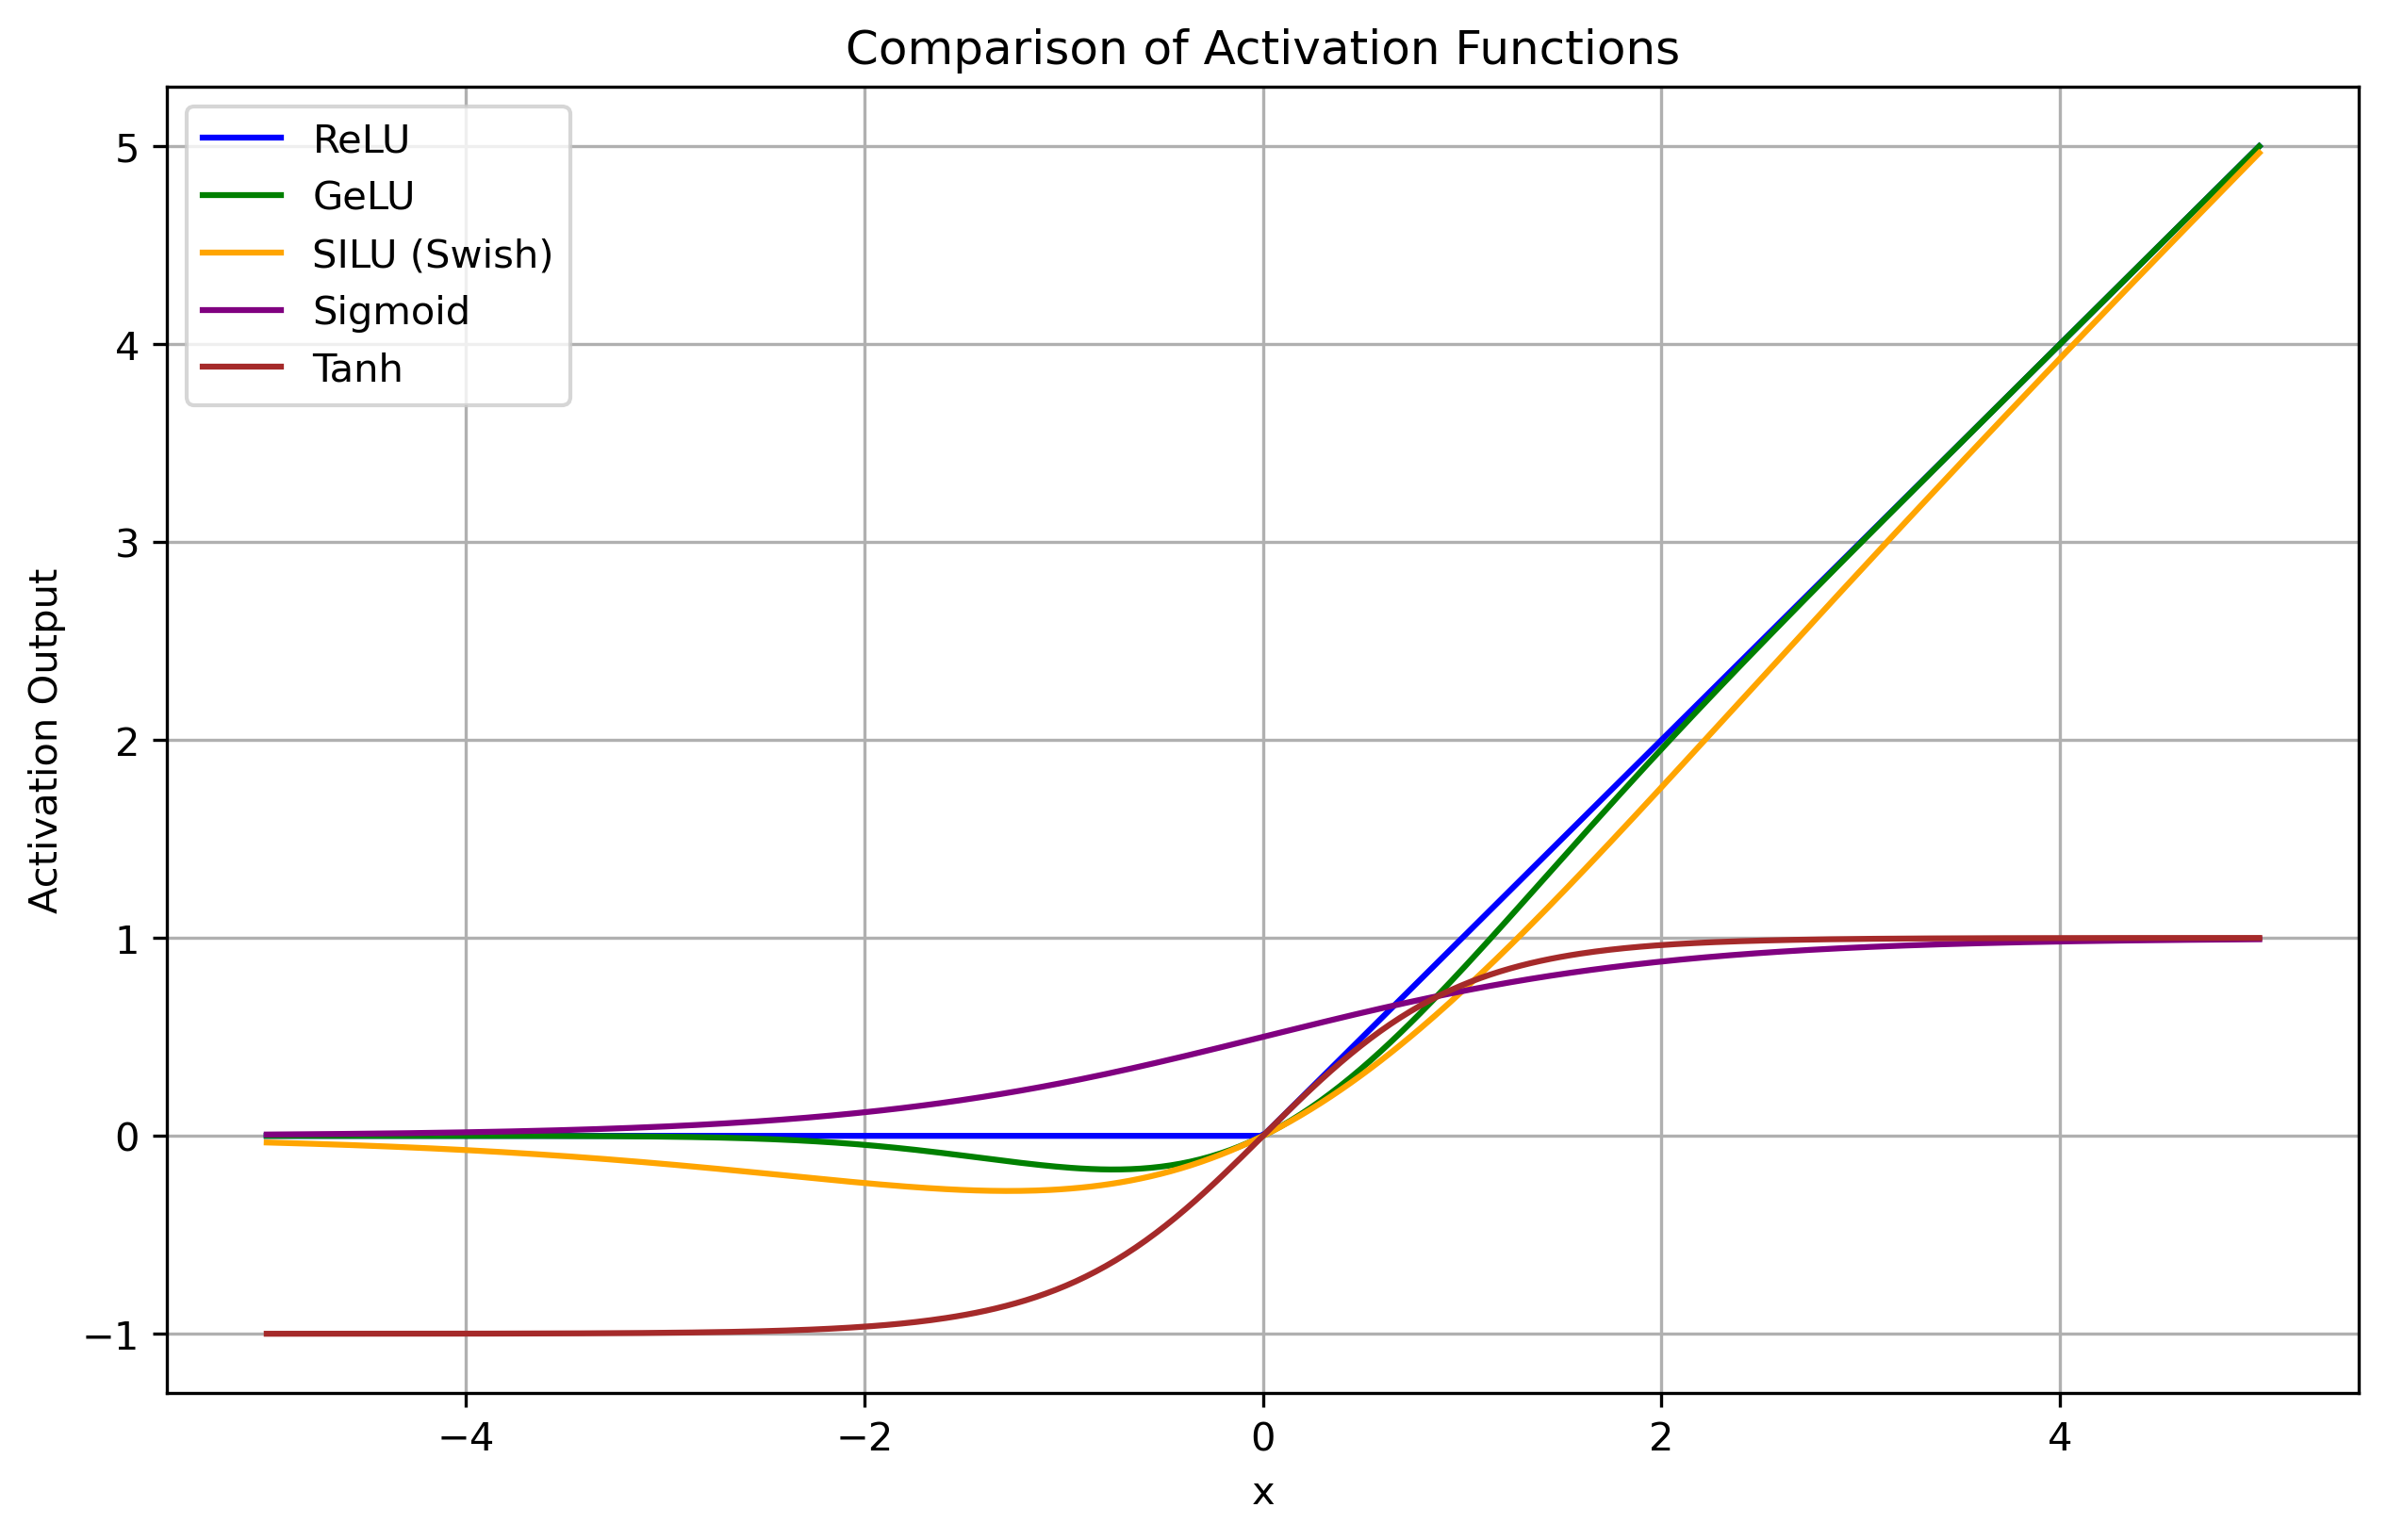 Comparison of Activation Functions
ReLU
GeLU
SILU (Swish)
Sigmoid
Tanh
Activation Output
5
4
3
2
1
0
−1
−4
−2
0
2
4
x